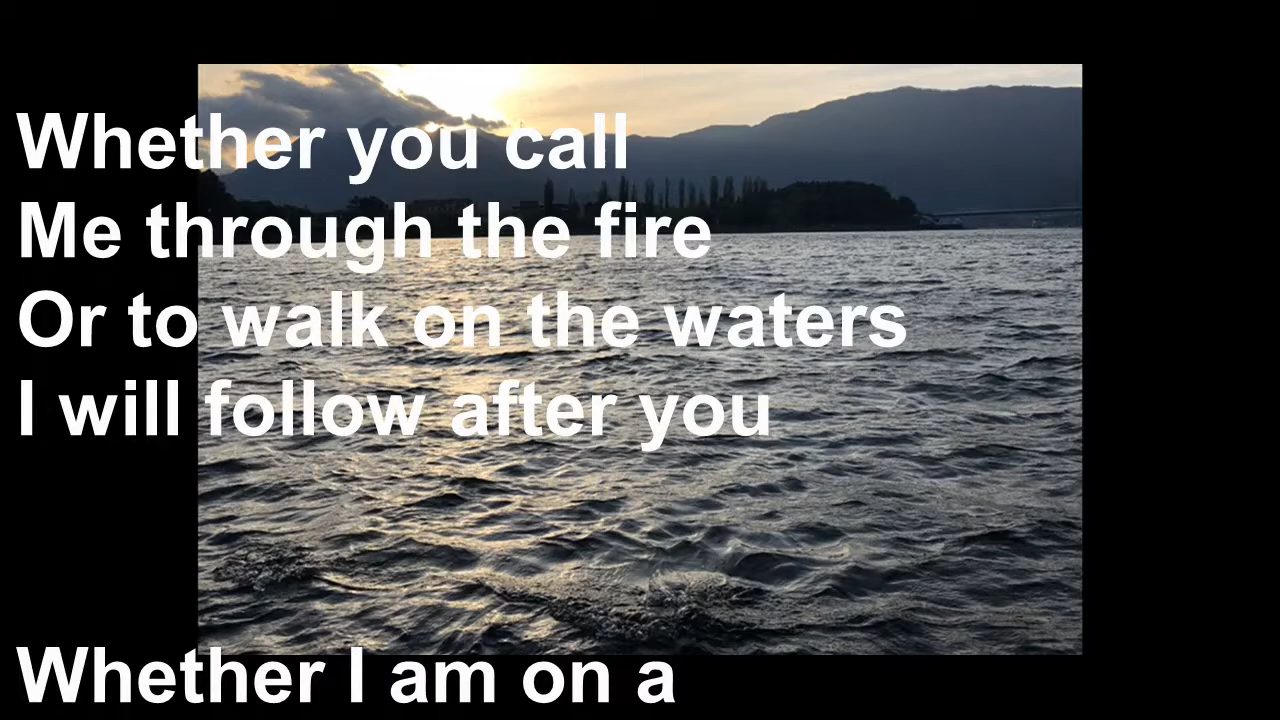 Whether you call
Me through the fire
Or to walk on the waters
I will follow after you
Whether I am on a